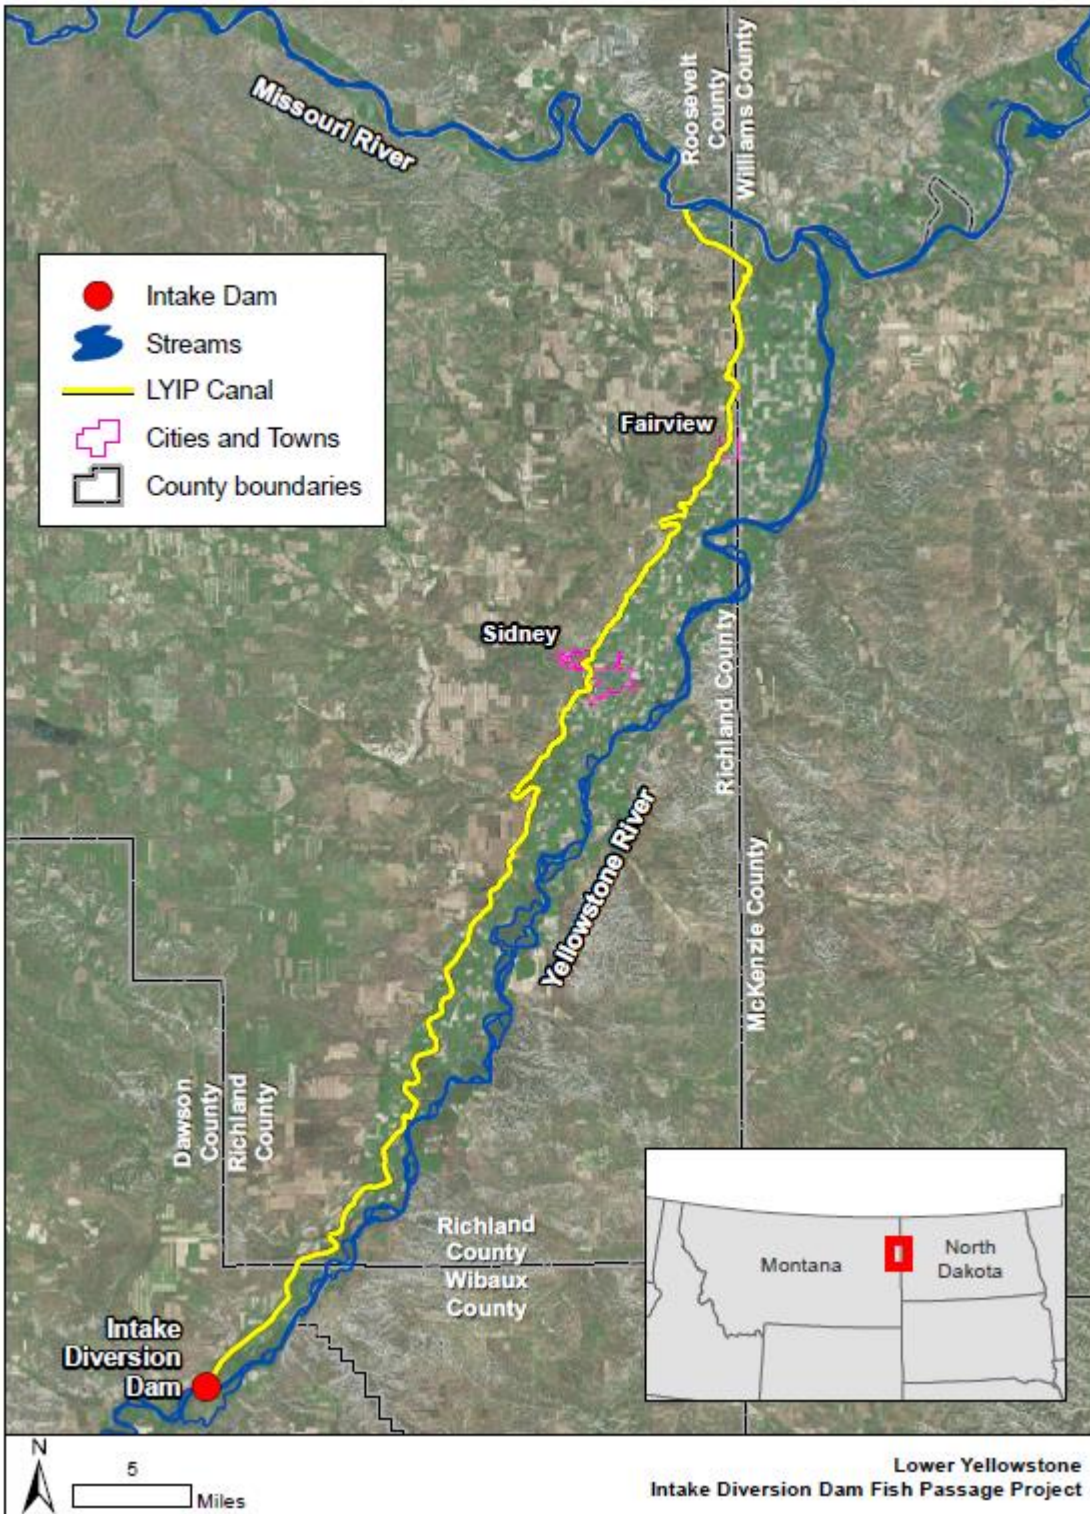 Missouri River
Roosevelt
County
Williams County
Intake Dam
Streams
LYIP Canal
Cities and Towns
County boundaries
Fairview
Sidney
Richland County
Yellowstone River
McKenzie County
Dawson
County
Richland
County
Richland
County
Wibaux
County
Montana
North
Dakota
Intake
Diversion
Dam
N
5
Miles
Lower Yellowstone
Intake Diversion Dam Fish Passage Project